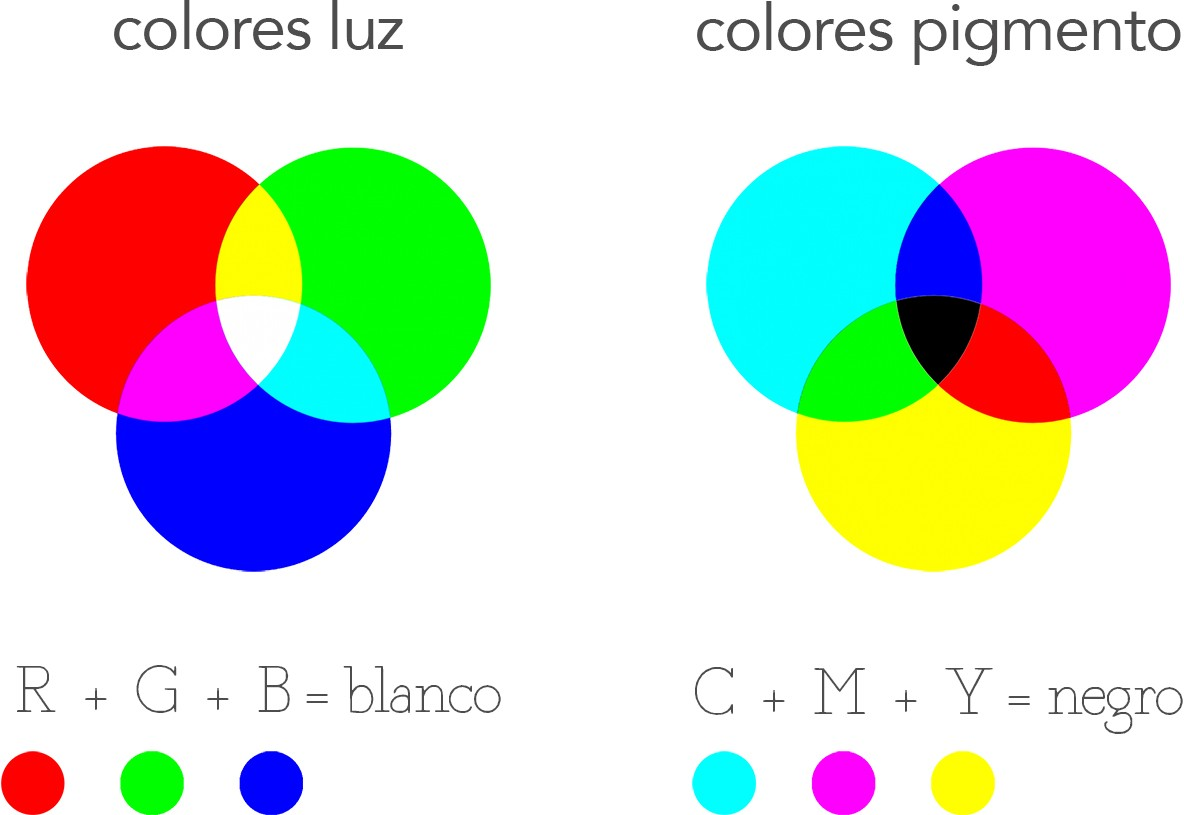 colores luz
colores pigmento
R + G + B = blanco
C + M + Y = negro